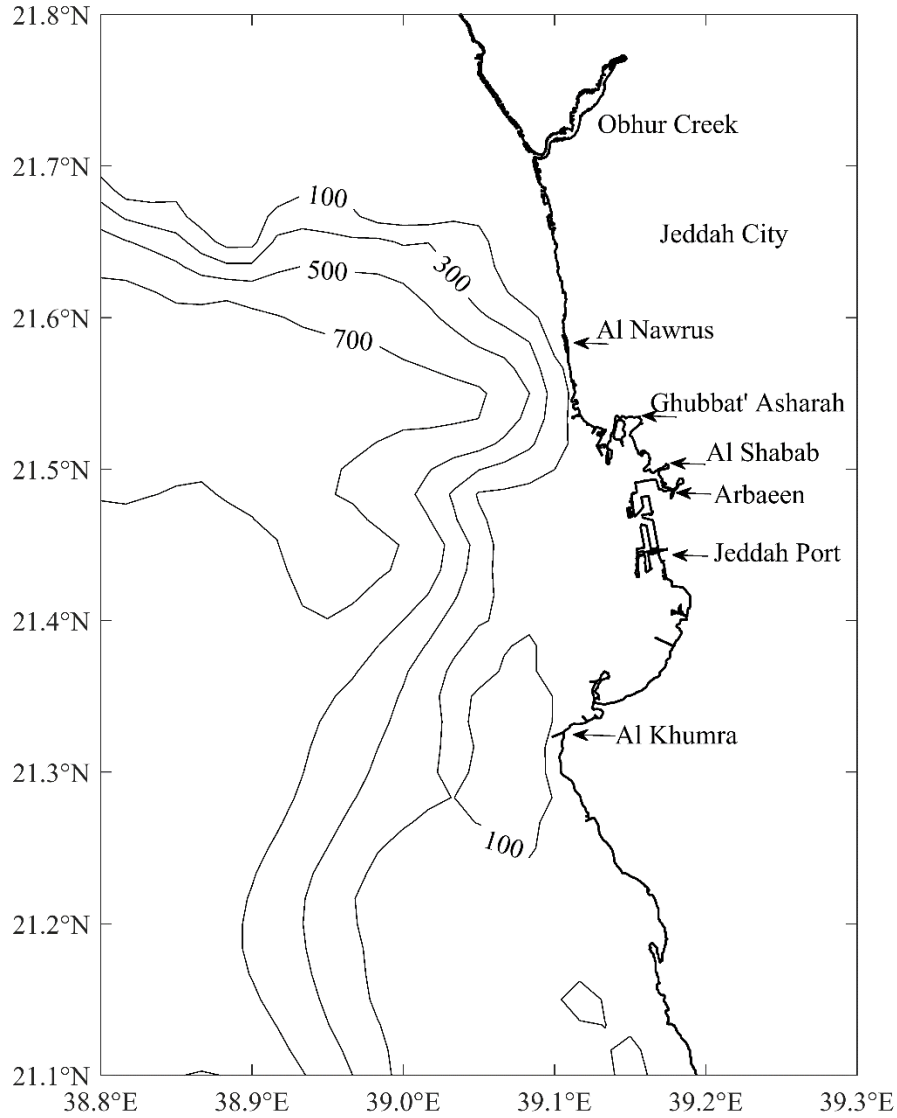 21.8°N
Obhur Creek
21.7°N
100
Jeddah City
300
500
21.6°N
Al Nawrus
700
Ghubbat' Asharah
Al Shabab
21.5°N
Arbaeen
Jeddah Port
21.4°N
Al Khumra
21.3°N
100
21.2°N
21.1°N
38.8°E 38.9°E 39.0°E 39.1°E 39.2°E 39.3°E